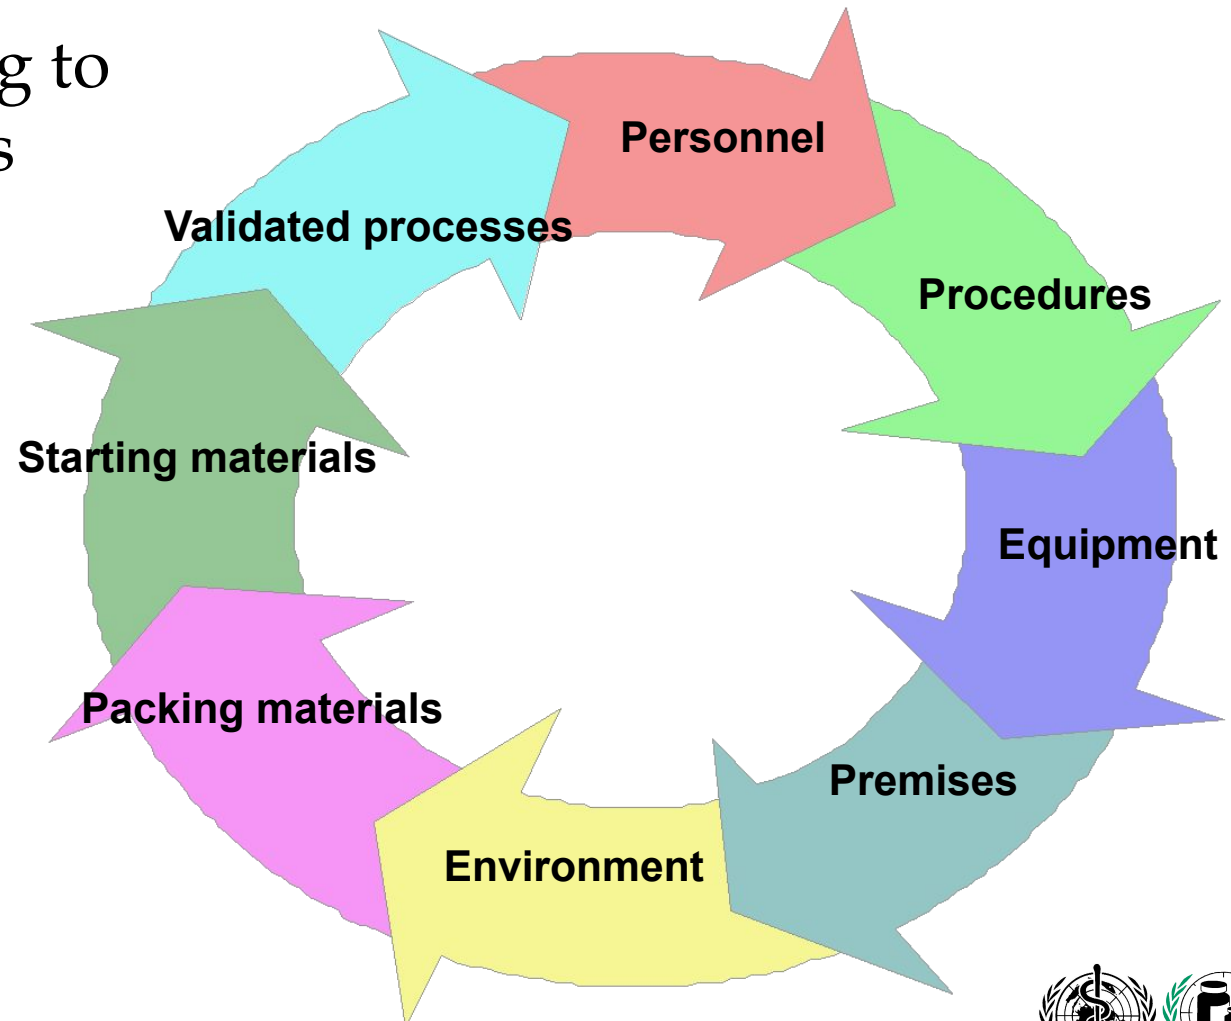 g to
s
Personnel
Validated processes
Procedures
Starting materials
Equipment
Packing materials
Premises
Environment